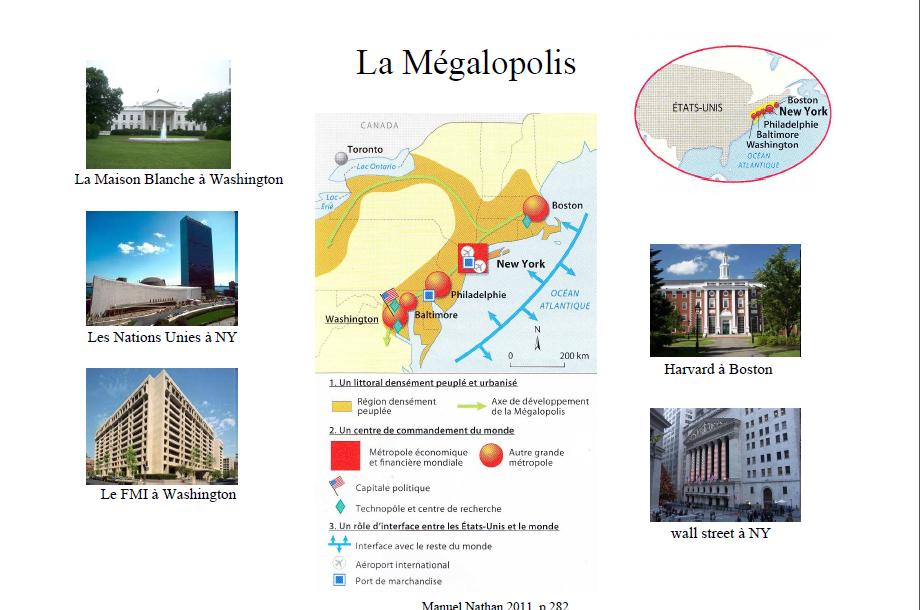 La Mégalopolis
La Maison Blanche à Washington
Les Nations Unies à NY
Le FMI à Washington
CANADA
Toronto
Lac Ontario
Lac
Erié
Boston
New York
Philadelphie
Baltimore
Washington
OCÉAN
ATLANTIQUE
N
0 200 km
1. Un littoral densément peuplé et urbanisé
Région densément
peuplée
Axe de développement
de la Mégalopolis
2. Un centre de commandement du monde
Métropole économique
et financière mondiale
Autre grande
métropole
Capitale politique
Technopôle et centre de recherche
3. Un rôle d'interface entre les États-Unis et le monde
Interface avec le reste du monde
Aéroport international
Port de marchandise
Manuel Nathan 2011, p 282
ÉTATS-UNIS
Boston
New York
Philadelphie
Baltimore
Washington
OCÉAN
ATLANTIQUE
Harvard à Boston
wall street à NY